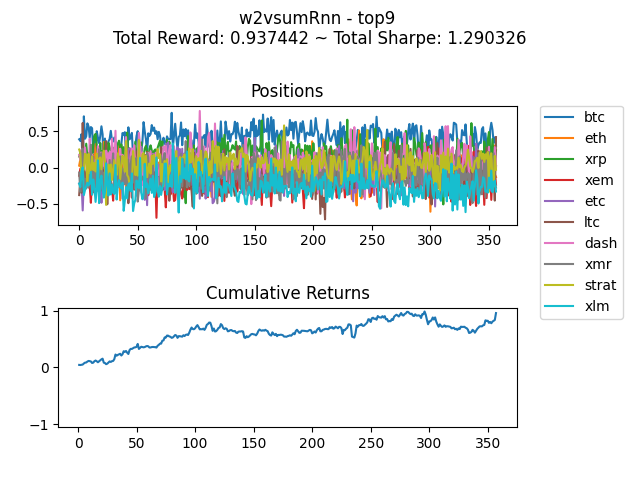 w2vsumRnn - top9
Total Reward: 0.937442 ~ Total Sharpe: 1.290326
Positions
0.5
0.0
−0.5
0 50 100 150 200 250 300 350
btc
eth
xrp
xem
etc
ltc
dash
xmr
strat
xlm
Cumulative Returns
1
0
−1
0 50 100 150 200 250 300 350